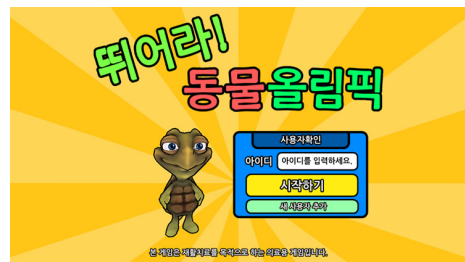 뛰어라!
동물올림픽
사용자확인
아이디 아이디를 입력하세요.
시작하기
새 사용자 추가
본 게임은 재활치료를 목적으로 하는 의료용 게임입니다.